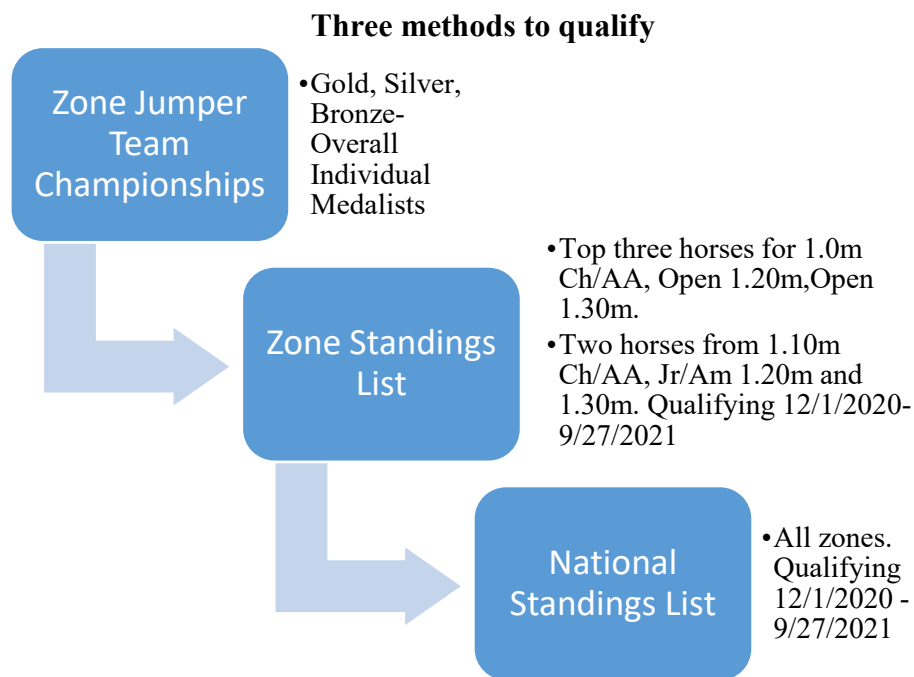 Three methods to qualify
Zone Jumper
Team
Championships
•Gold, Silver,
Bronze-
Overall
Individual
Medalists
Zone Standings
List
•Top three horses for 1.0m
Ch/AA, Open 1.20m,Open
1.30m.
•Two horses from 1.10m
Ch/AA, Jr/Am 1.20m and
1.30m. Qualifying 12/1/2020-
9/27/2021
National
Standings List
•All zones.
Qualifying
12/1/2020 -
9/27/2021